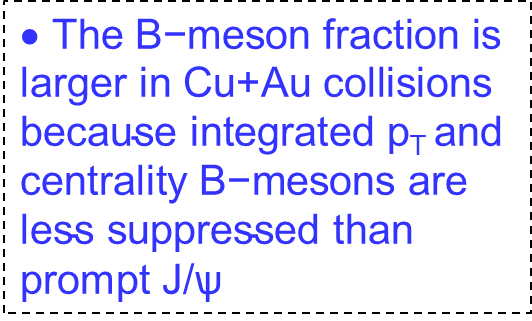 • The B−meson fraction is
larger in Cu+Au collisions
because integrated p_T and
centrality B−mesons are
less suppressed than
prompt J/ψ